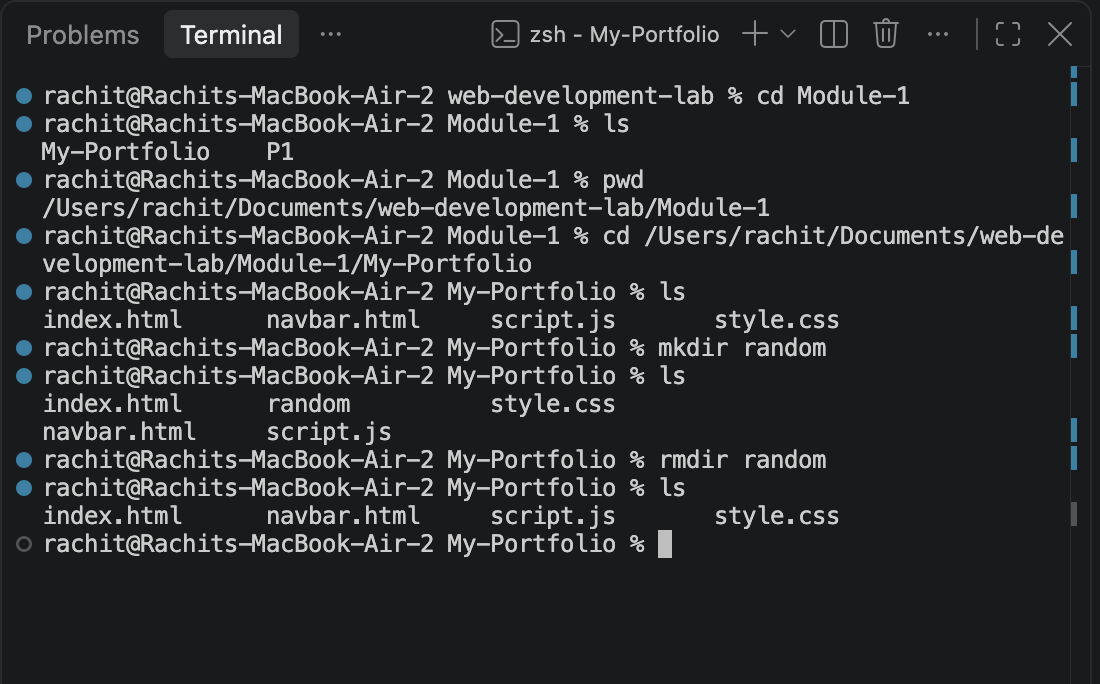 Problems Terminal ··· zsh - My-Portfolio ···
rachit@Rachits-MacBook-Air-2 web-development-lab % cd Module-1
rachit@Rachits-MacBook-Air-2 Module-1 % ls
My-Portfolio    P1
rachit@Rachits-MacBook-Air-2 Module-1 % pwd
/Users/rachit/Documents/web-development-lab/Module-1
rachit@Rachits-MacBook-Air-2 Module-1 % cd /Users/rachit/Documents/web-de
velopment-lab/Module-1/My-Portfolio
rachit@Rachits-MacBook-Air-2 My-Portfolio % ls
index.html      navbar.html     script.js       style.css
rachit@Rachits-MacBook-Air-2 My-Portfolio % mkdir random
rachit@Rachits-MacBook-Air-2 My-Portfolio % ls
index.html      random          style.css
navbar.html     script.js
rachit@Rachits-MacBook-Air-2 My-Portfolio % rmdir random
rachit@Rachits-MacBook-Air-2 My-Portfolio % ls
index.html      navbar.html     script.js       style.css
rachit@Rachits-MacBook-Air-2 My-Portfolio %